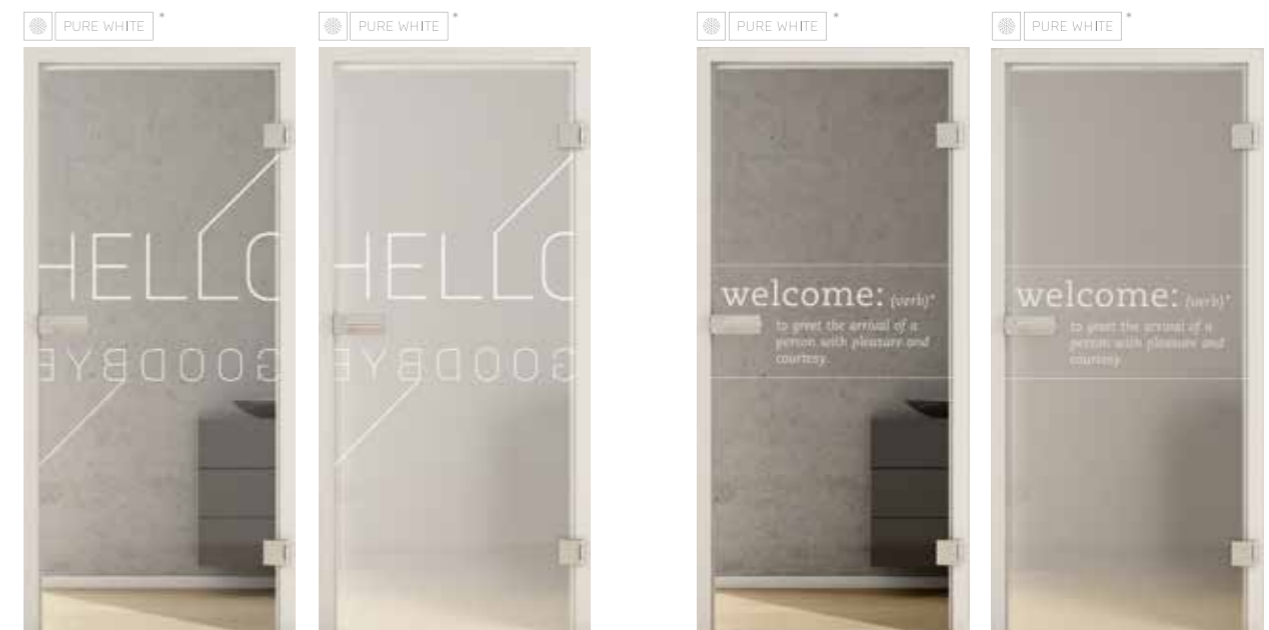 PURE WHITE *
PURE WHITE *
PURE WHITE *
PURE WHITE *
HELLO
GOODBYE
HELLO
GOODBYE
welcome: (verb)*
to greet the arrival of a
person with pleasure and
courtesy.
welcome: (verb)*
to greet the arrival of a
person with pleasure and
courtesy.